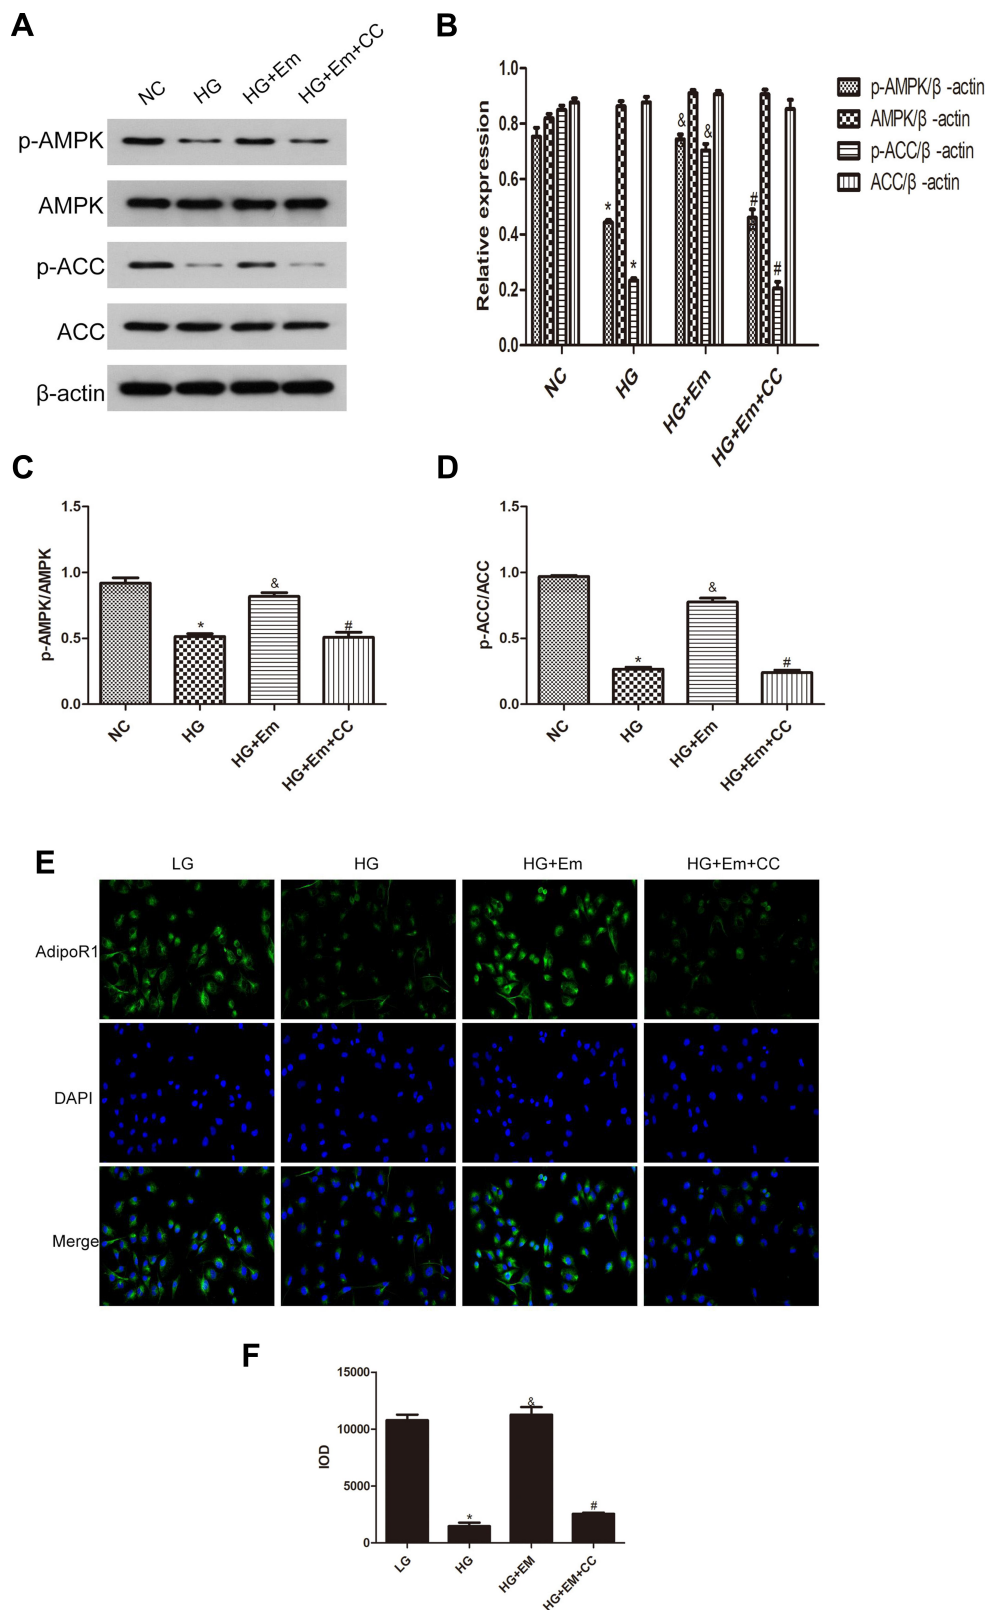 A
NC HG HG+Em HG+Em+CC
p-AMPK
AMPK
p-ACC
ACC
β-actin
B
Relative expression
1.0
0.8
0.6
0.4
0.2
0.0
* * & & # #
NC HG HG+Em HG+Em+CC
p-AMPK/β -actin
AMPK/β -actin
p-ACC/β -actin
ACC/β -actin
C
p-AMPK/AMPK
1.5
1.0
0.5
0.0
* & #
NC HG HG+Em HG+Em+CC
D
p-ACC/ACC
1.5
1.0
0.5
0.0
* & #
NC HG HG+Em HG+Em+CC
E
LG HG HG+Em HG+Em+CC
AdipoR1
DAPI
Merge
F
IOD
15000
10000
5000
0
* & #
LG HG HG+EM HG+EM+CC